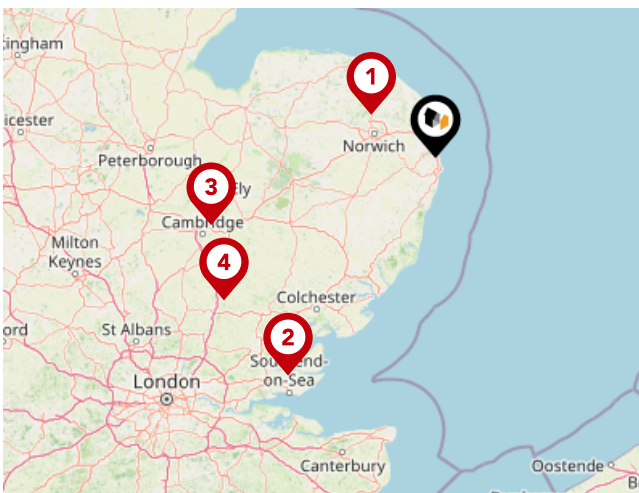 ingham
1
icester
Norwich
Peterborough
3
Ely
Cambridge
Milton
Keynes
4
Colchester
ord
St Albans
2
Southend-
on-Sea
London
Canterbury
Oostende
B